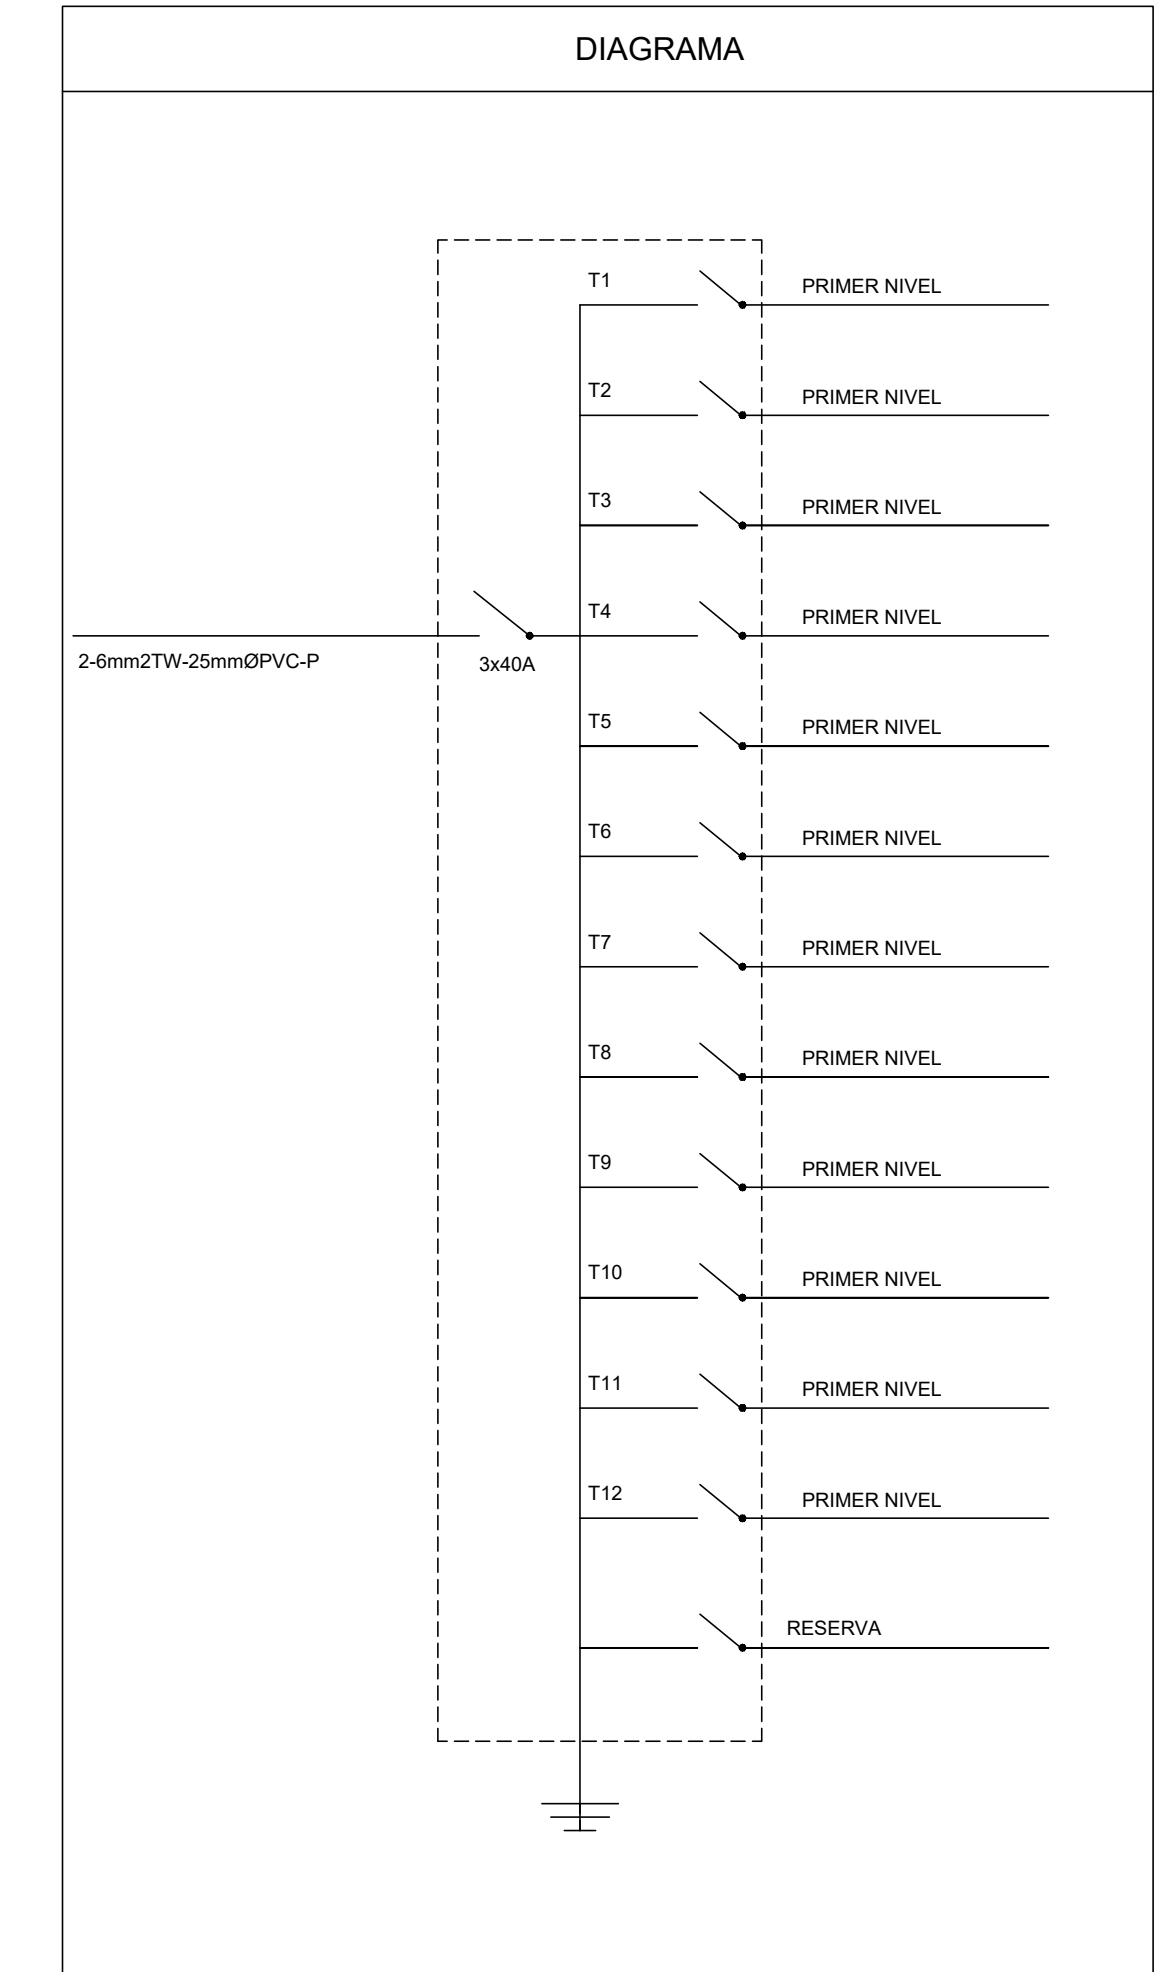 DIAGRAMA
T1
PRIMER NIVEL
T2
PRIMER NIVEL
T3
PRIMER NIVEL
T4
PRIMER NIVEL
2-6mm2TW-25mmØPVC-P
3x40A
T5
PRIMER NIVEL
T6
PRIMER NIVEL
T7
PRIMER NIVEL
T8
PRIMER NIVEL
T9
PRIMER NIVEL
T10
PRIMER NIVEL
T11
PRIMER NIVEL
T12
PRIMER NIVEL
RESERVA